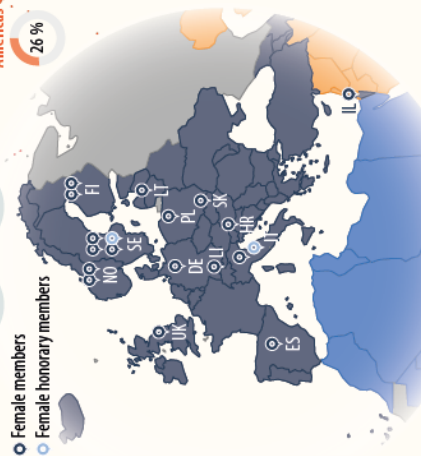 Americas
26 %
Female members
Female honorary members
FI
NO
SE
LT
PL
SK
UK
DE
LI
HR
IT
ES
IL